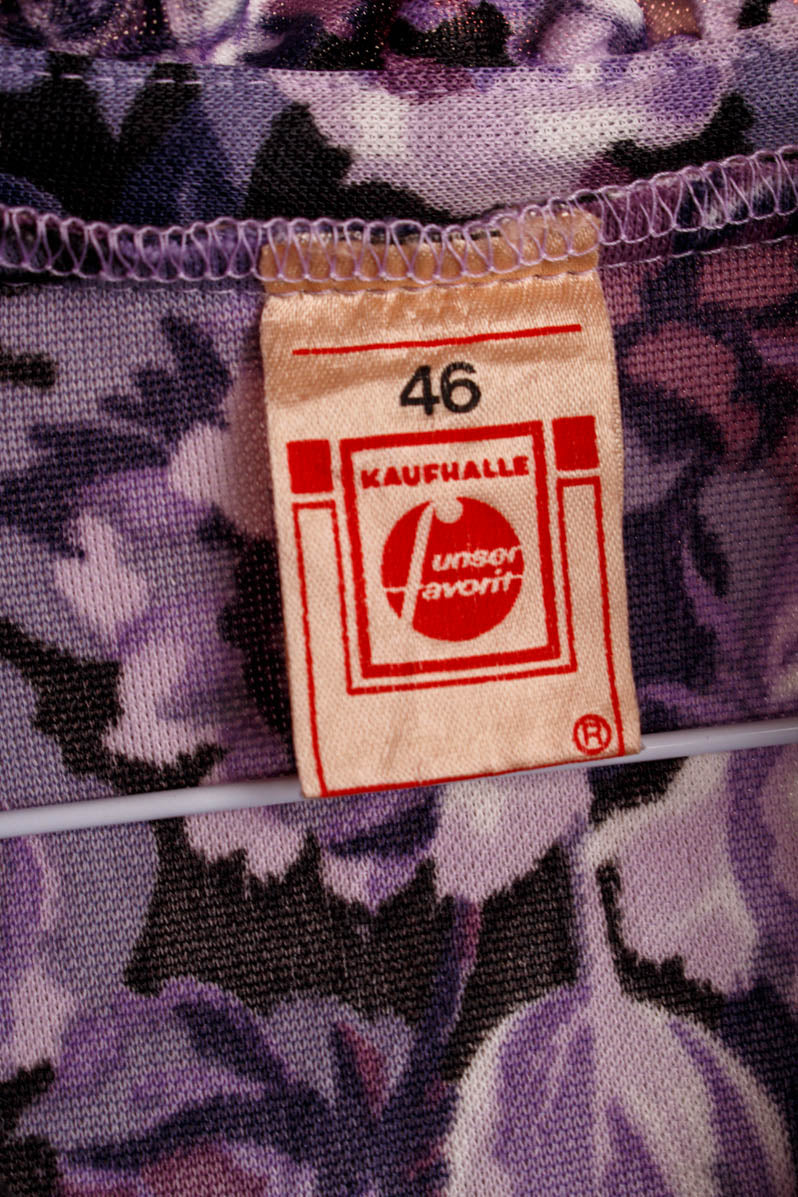 46
KAUFHALLE
unser
favorit
®